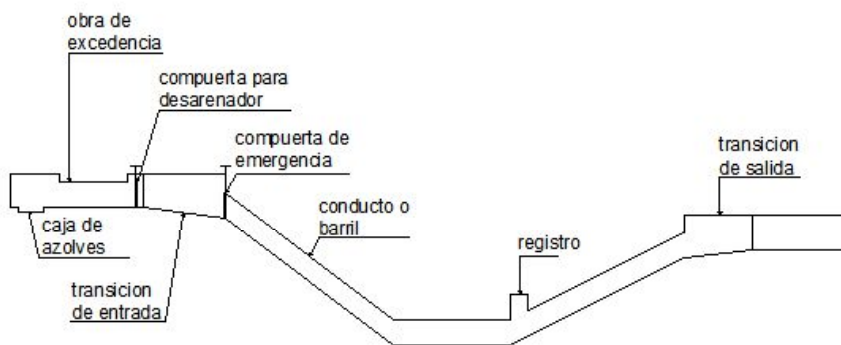 obra de
excedencia
compuerta para
desarenador
compuerta de
emergencia
transicion
de salida
conducto o
barril
caja de
azolves
registro
transicion
de entrada